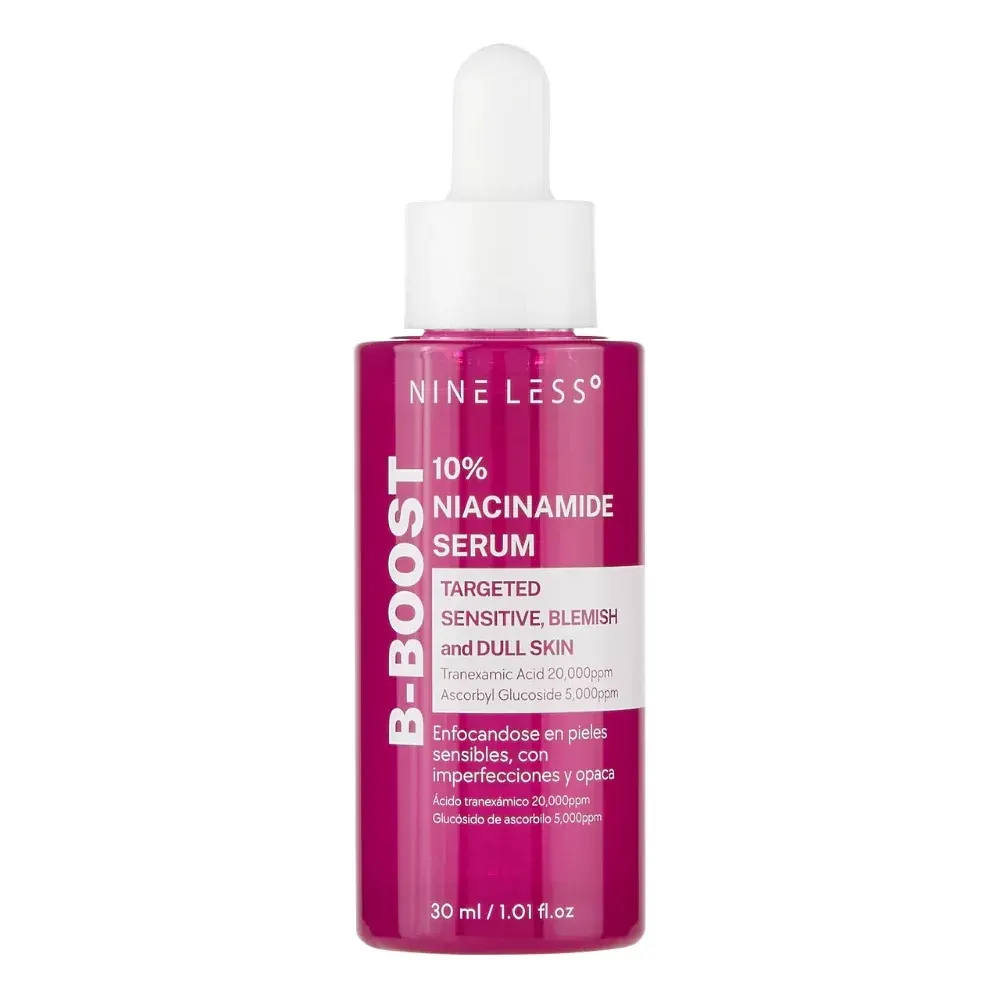 NINE LESS°
B-BOOST
10%
NIACINAMIDE
SERUM
TARGETED
SENSITIVE, BLEMISH
and DULL SKIN
Tranexamic Acid 20,000ppm
Ascorbyl Glucoside 5,000ppm
Enfocandose en pieles
sensibles, con
imperfecciones y opaca
Ácido tranexámico 20,000ppm
Glucósido de ascorbilo 5,000ppm
30 ml / 1.01 fl.oz